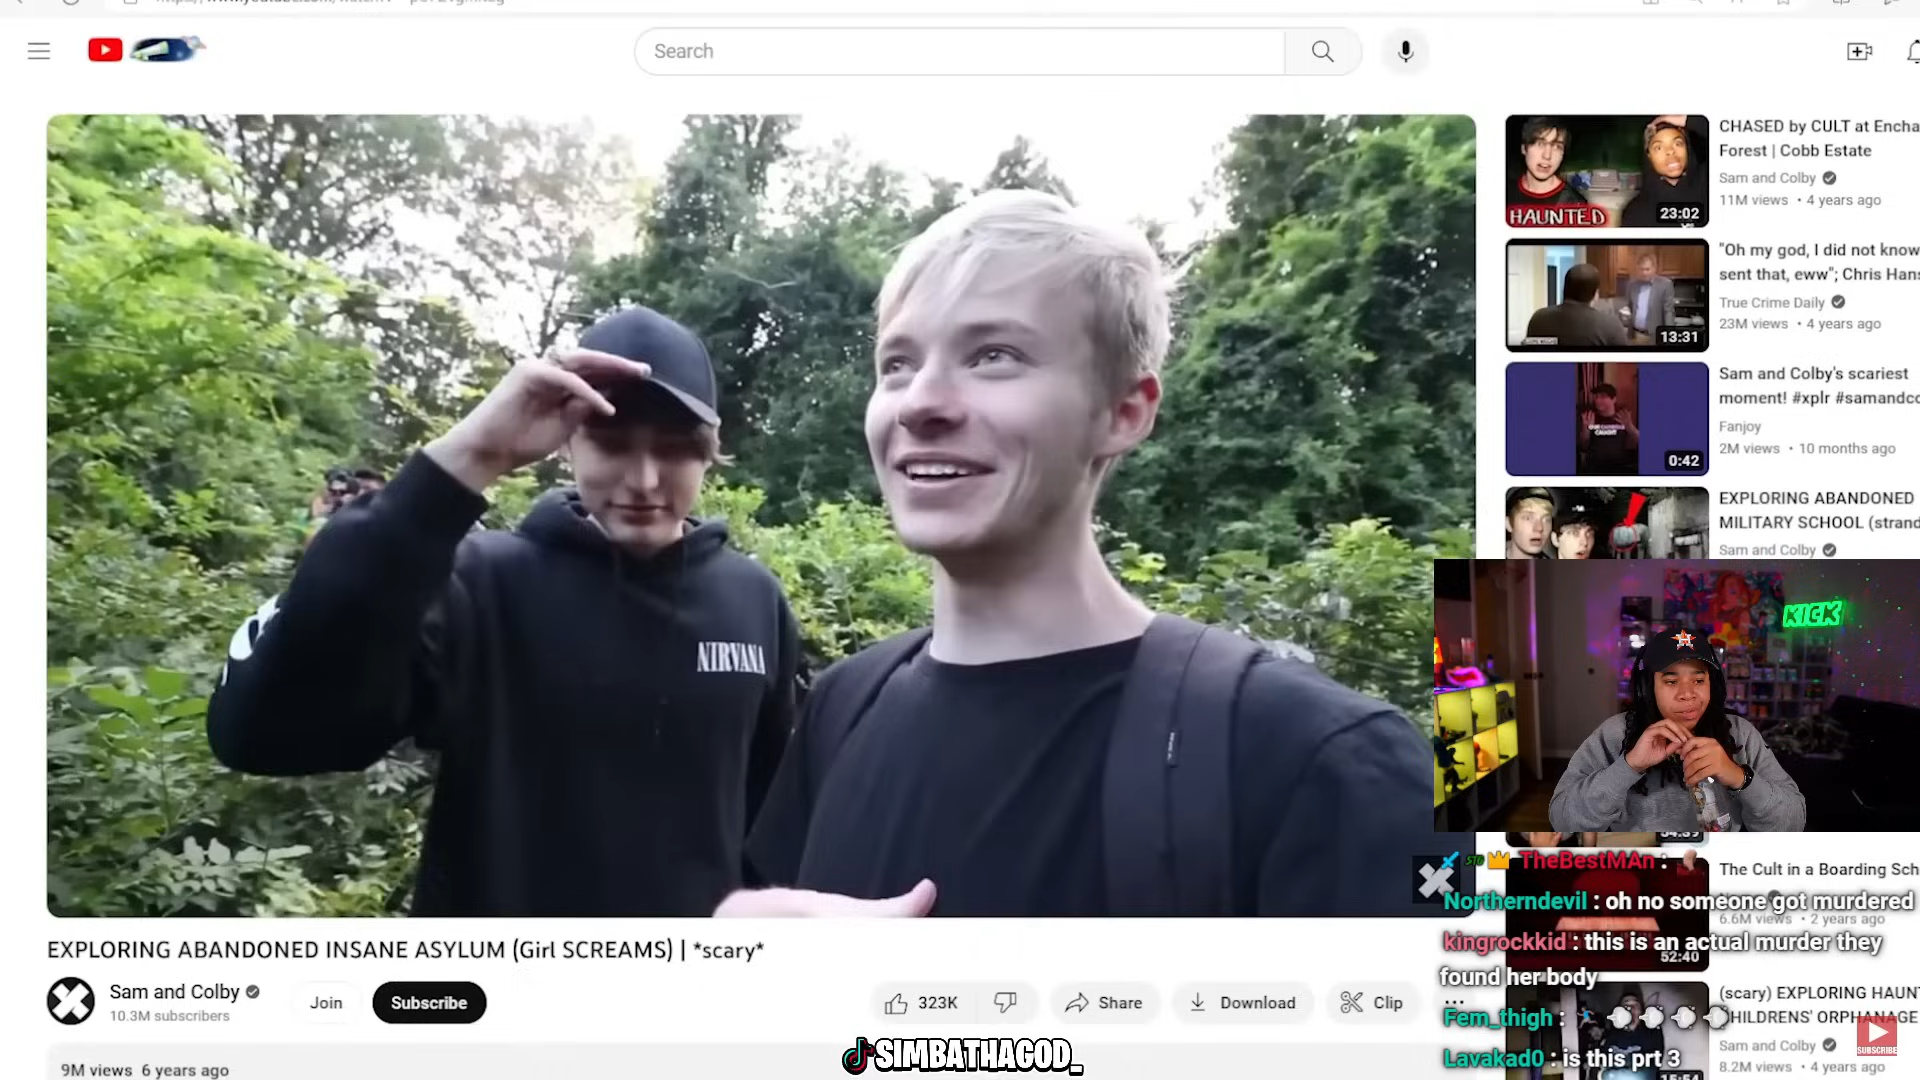 Search
NIRVANA
EXPLORING ABANDONED INSANE ASYLUM (Girl SCREAMS) | *scary*
Sam and Colby
10.3M subscribers
Join
Subscribe
323K
Share
Download
Clip
9M views 6 years ago
SIMBATHAGOD_
HAUNTED
23:02
CHASED by CULT at Encha
Forest | Cobb Estate
Sam and Colby
11M views • 4 years ago
13:31
"Oh my god, I did not know
sent that, eww"; Chris Hans
True Crime Daily
23M views • 4 years ago
0:42
Sam and Colby's scariest
moment! #xplr #samandco
Fanjoy
2M views • 10 months ago
EXPLORING ABANDONED
MILITARY SCHOOL (strand
Sam and Colby
KICK
The Cult in a Boarding Sch
6.6M views • 2 years ago
52:40
(scary) EXPLORING HAUN
CHILDRENS' ORPHANAGE
Sam and Colby
8.2M views • 4 years ago
TheBestMAn :
Northerndevil : oh no someone got murdered
kingrockkid : this is an actual murder they
found her body
Fem_thigh :
Lavakad0 : is this prt 3
SUBSCRIBE